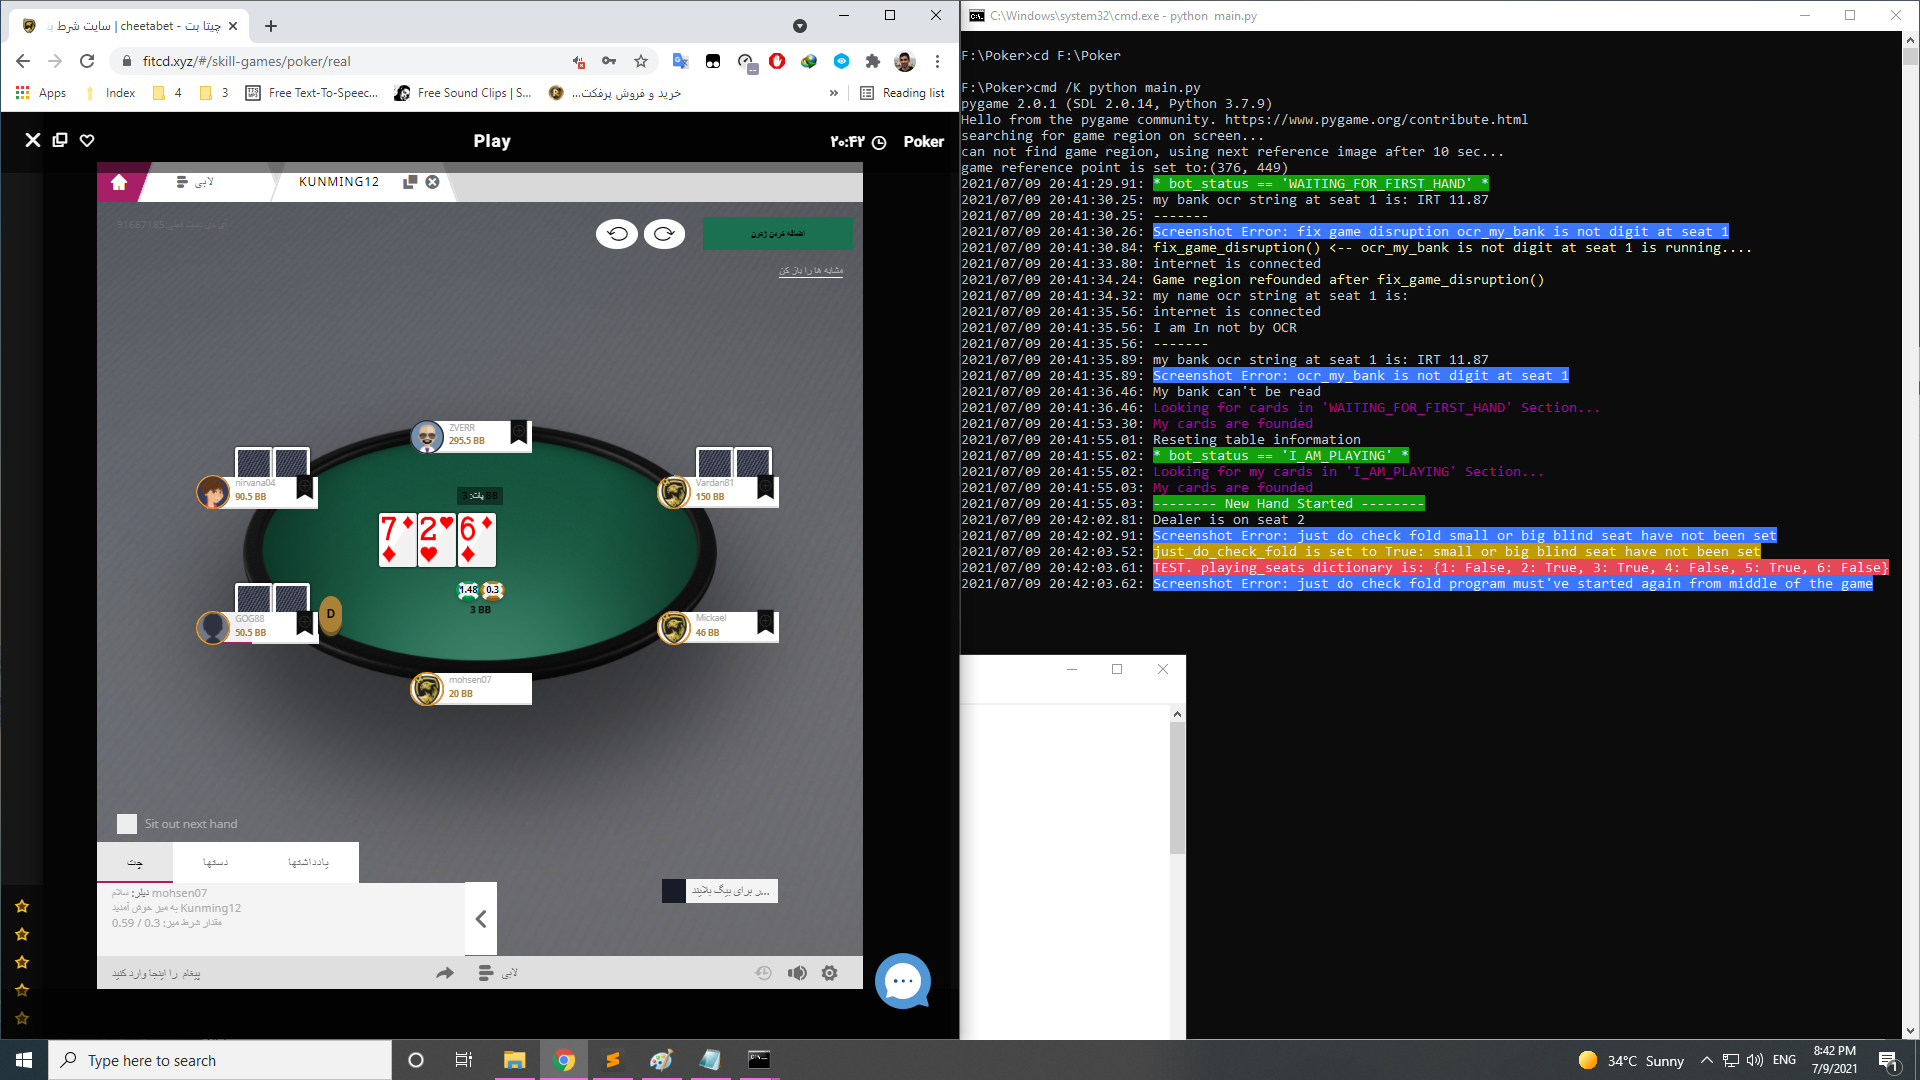 چیتا بت - cheetabet | سایت شرط
fitcd.xyz/#/skill-games/poker/real
Apps
Index
4
3
Free Text-To-Speec...
Free Sound Clips | S...
خرید و فروش پرفکت...
»
Reading list
Play
۲۰:۴۲
Poker
لابی
KUNMING12
91667185 :آی دی دست فعلی
اضافه کردن ژتون
مشابه ها را باز کن
ZVERR
295.5 BB
nirvana04
90.5 BB
Vardan81
150 BB
پات: 3 BB
7 2 6
1.48 0.3
3 BB
GOG88
50.5 BB
D
Mickael
46 BB
mohsen07
20 BB
Sit out next hand
چت
دستها
یادداشتها
دیلر: سلام mohsen07
به میز خوش آمدید Kunming12
مقدار شرط میز: 0.3 / 0.59
...ر برای بیگ بلایند
پیغام را اینجا وارد کنید
لابی
C:\Windows\system32\cmd.exe - python main.py
F:\Poker>cd F:\Poker
F:\Poker>cmd /K python main.py
pygame 2.0.1 (SDL 2.0.14, Python 3.7.9)
Hello from the pygame community. https://www.pygame.org/contribute.html
searching for game region on screen...
can not find game region, using next reference image after 10 sec...
game reference point is set to:(376, 449)
2021/07/09 20:41:29.91: * bot_status == 'WAITING_FOR_FIRST_HAND' *
2021/07/09 20:41:30.25: my bank ocr string at seat 1 is: IRT 11.87
2021/07/09 20:41:30.25: -------
2021/07/09 20:41:30.26: Screenshot Error: fix game disruption ocr_my_bank is not digit at seat 1
2021/07/09 20:41:30.84: fix_game_disruption() <-- ocr_my_bank is not digit at seat 1 is running....
2021/07/09 20:41:33.80: internet is connected
2021/07/09 20:41:34.24: Game region refounded after fix_game_disruption()
2021/07/09 20:41:34.32: my name ocr string at seat 1 is:
2021/07/09 20:41:35.56: internet is connected
2021/07/09 20:41:35.56: I am In not by OCR
2021/07/09 20:41:35.56: -------
2021/07/09 20:41:35.89: my bank ocr string at seat 1 is: IRT 11.87
2021/07/09 20:41:35.89: Screenshot Error: ocr_my_bank is not digit at seat 1
2021/07/09 20:41:36.46: My bank can't be read
2021/07/09 20:41:36.46: Looking for cards in 'WAITING_FOR_FIRST_HAND' Section...
2021/07/09 20:41:53.30: My cards are founded
2021/07/09 20:41:55.01: Reseting table information
2021/07/09 20:41:55.02: * bot_status == 'I_AM_PLAYING' *
2021/07/09 20:41:55.02: Looking for my cards in 'I_AM_PLAYING' Section...
2021/07/09 20:41:55.03: My cards are founded
2021/07/09 20:41:55.03: -------- New Hand Started --------
2021/07/09 20:42:02.81: Dealer is on seat 2
2021/07/09 20:42:02.91: Screenshot Error: just do check fold small or big blind seat have not been set
2021/07/09 20:42:03.52: just_do_check_fold is set to True: small or big blind seat have not been set
2021/07/09 20:42:03.61: TEST. playing_seats dictionary is: {1: False, 2: True, 3: True, 4: False, 5: True, 6: False}
2021/07/09 20:42:03.62: Screenshot Error: just do check fold program must've started again from middle of the game
Type here to search
34°C Sunny
ENG
8:42 PM
7/9/2021
1